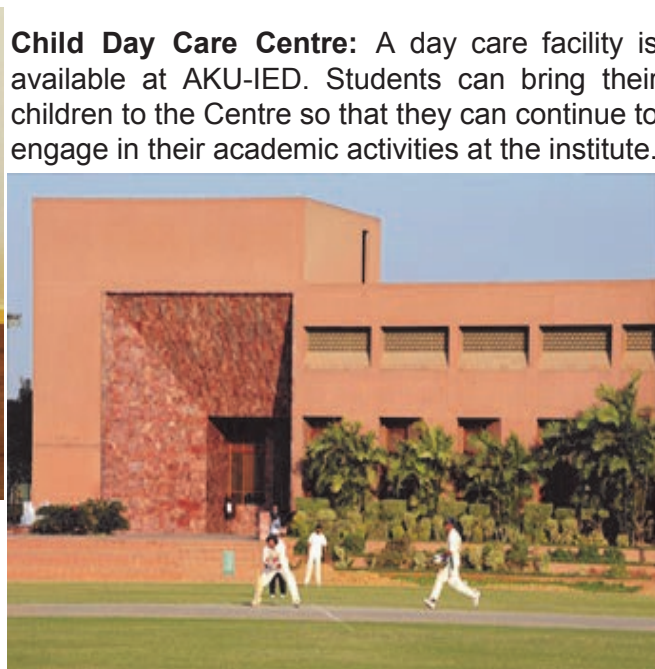 Child Day Care Centre: A day care facility is
available at AKU-IED. Students can bring their
children to the Centre so that they can continue to
engage in their academic activities at the institute.